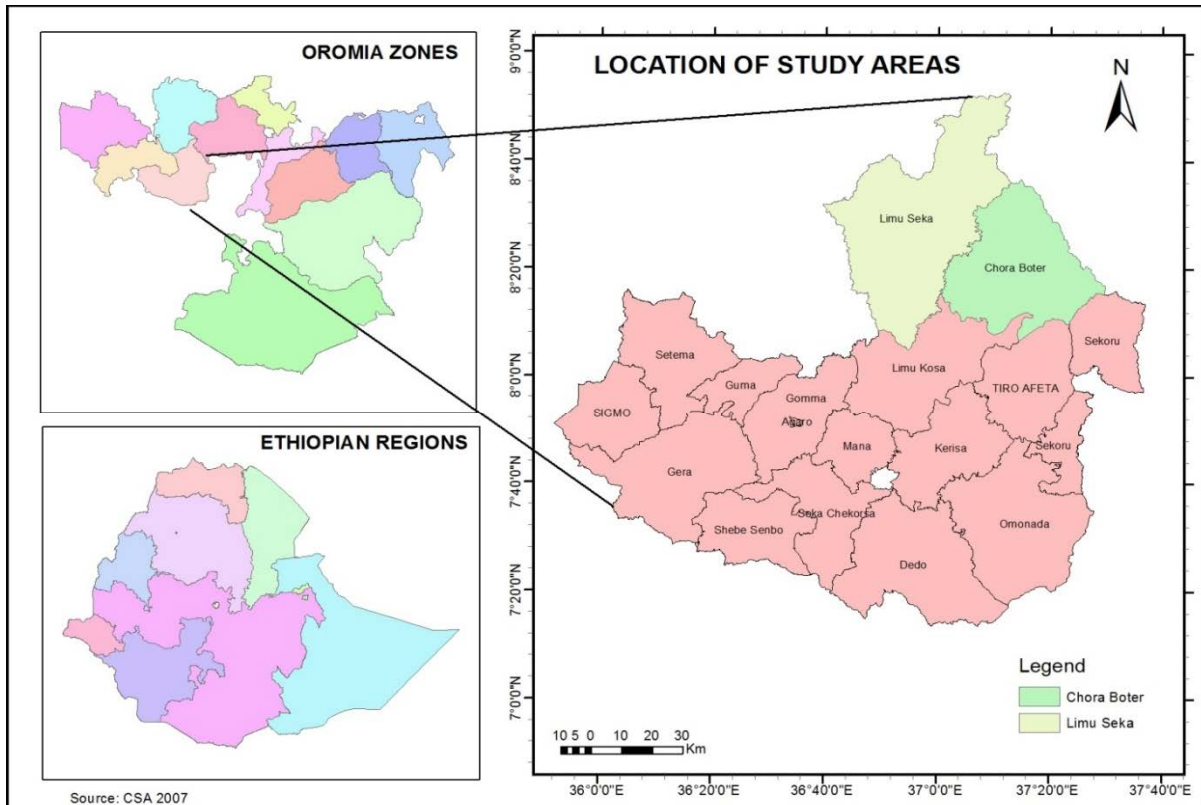 OROMIA ZONES
ETHIOPIAN REGIONS
Source: CSA 2007
LOCATION OF STUDY AREAS
N
9°0'0"N
8°40'0"N
8°20'0"N
8°0'0"N
7°40'0"N
7°20'0"N
7°0'0"N
Limu Seka
Chora Boter
Sekoru
Setema
Limu Kosa
Guma
TIRO AFETA
Gomma
SIGMO
Agaro
Mana
Kerisa
Sekoru
Gera
Seka Chekorsa
Shebe Senbo
Omonada
Dedo
Legend
Chora Boter
Limu Seka
10 5 0 10 20 30
Km
36°0'0"E 36°20'0"E 36°40'0"E 37°0'0"E 37°20'0"E 37°40'0"E